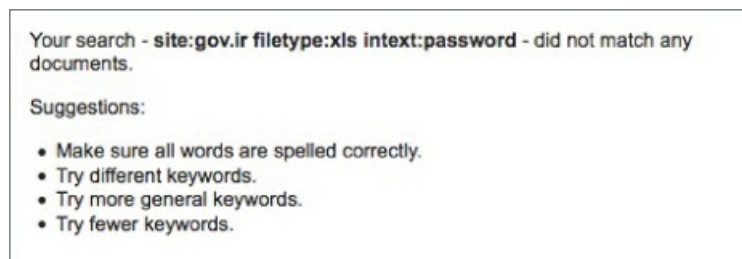 Your search - site:gov.ir filetype:xls intext:password - did not match any
documents.
Suggestions:
• Make sure all words are spelled correctly.
• Try different keywords.
• Try more general keywords.
• Try fewer keywords.